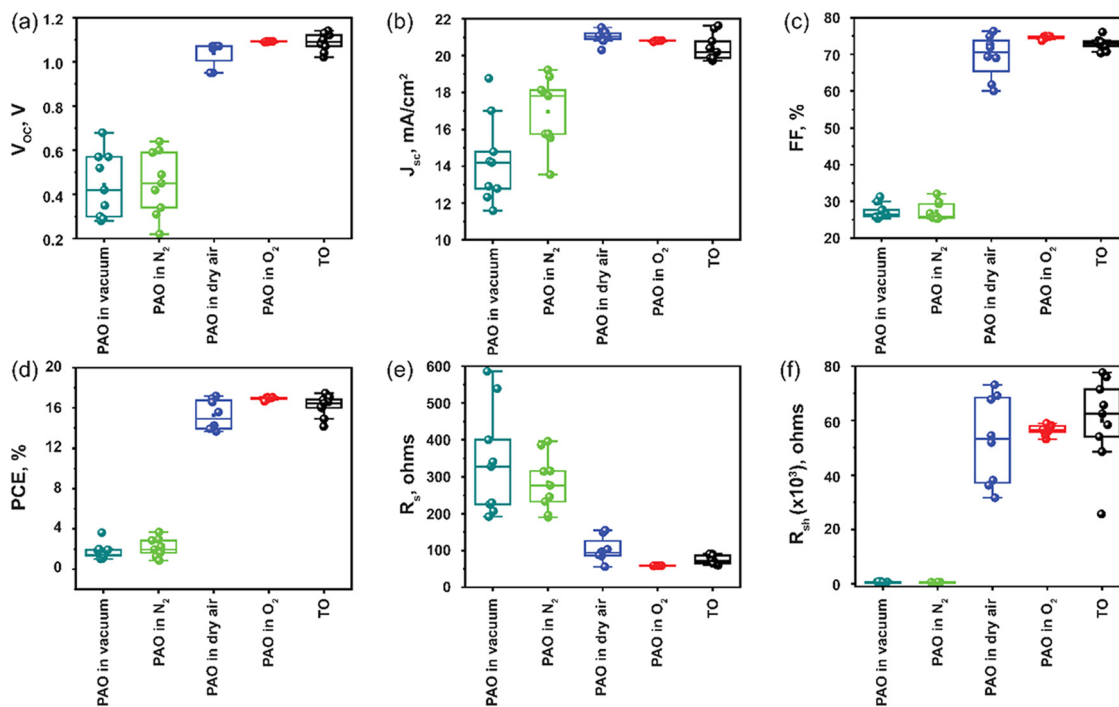 (a)
1.2
1.0
0.8
0.6
0.4
0.2
V_OC, V
PAO in vacuum
PAO in N₂
PAO in dry air
PAO in O₂
TO
(b)
22
20
18
16
14
12
10
J_sc, mA/cm²
PAO in vacuum
PAO in N₂
PAO in dry air
PAO in O₂
TO
(c)
80
70
60
50
40
30
20
FF, %
PAO in vacuum
PAO in N₂
PAO in dry air
PAO in O₂
TO
(d)
20
16
12
8
4
2
0
PCE, %
PAO in vacuum
PAO in N₂
PAO in dry air
PAO in O₂
TO
(e)
600
500
400
300
200
100
0
R_s, ohms
PAO in vacuum
PAO in N₂
PAO in dry air
PAO in O₂
TO
(f)
80
60
40
20
0
R_sh (x10³), ohms
PAO in vacuum
PAO in N₂
PAO in dry air
PAO in O₂
TO